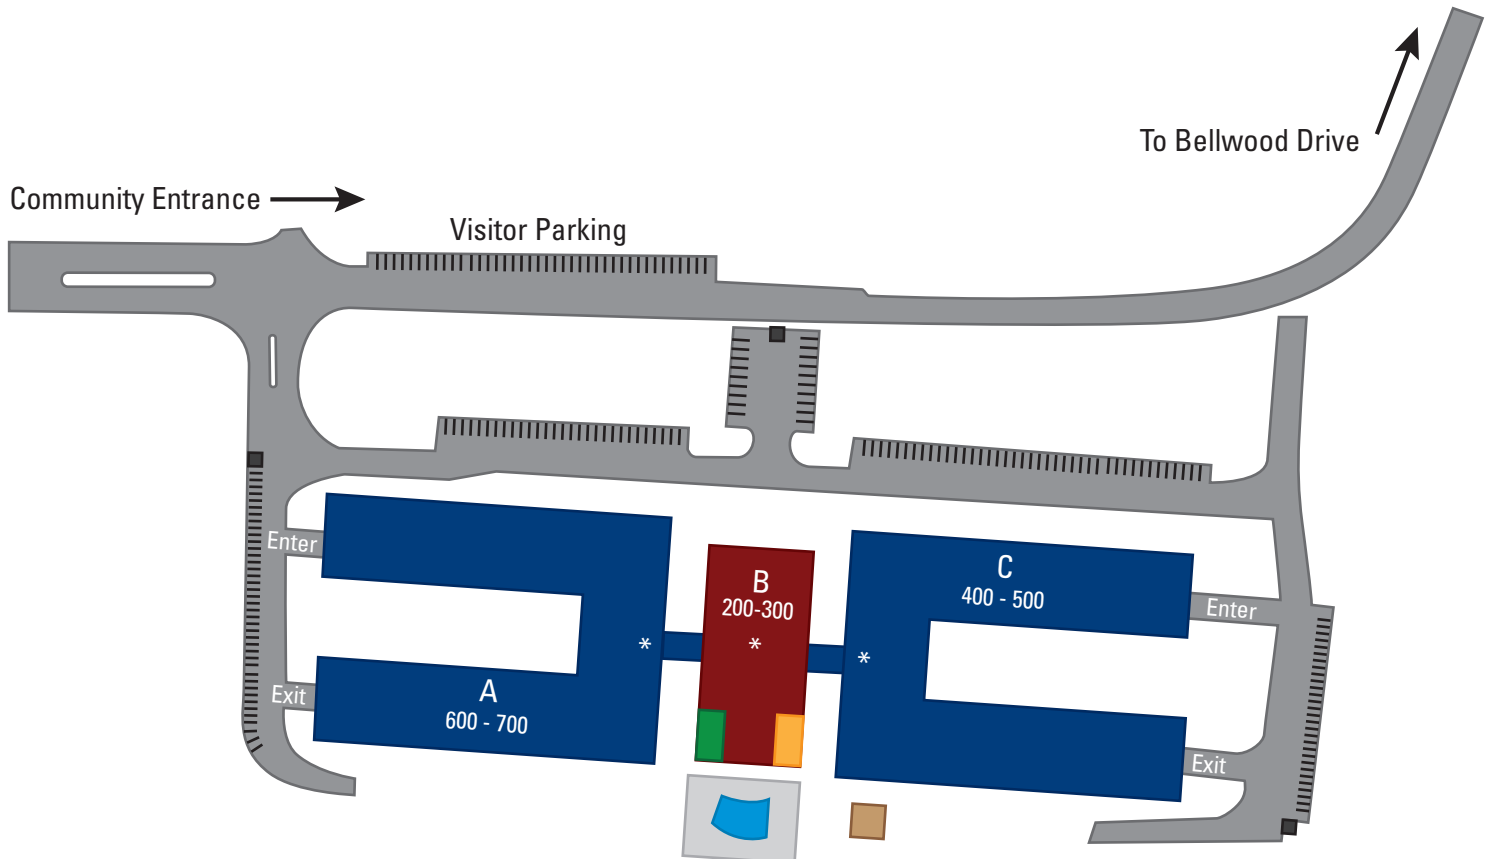 To Bellwood Drive
Community Entrance
Visitor Parking
Enter
B
200-300
*
C
400 - 500
Enter
*
*
Exit
A
600 - 700
Exit